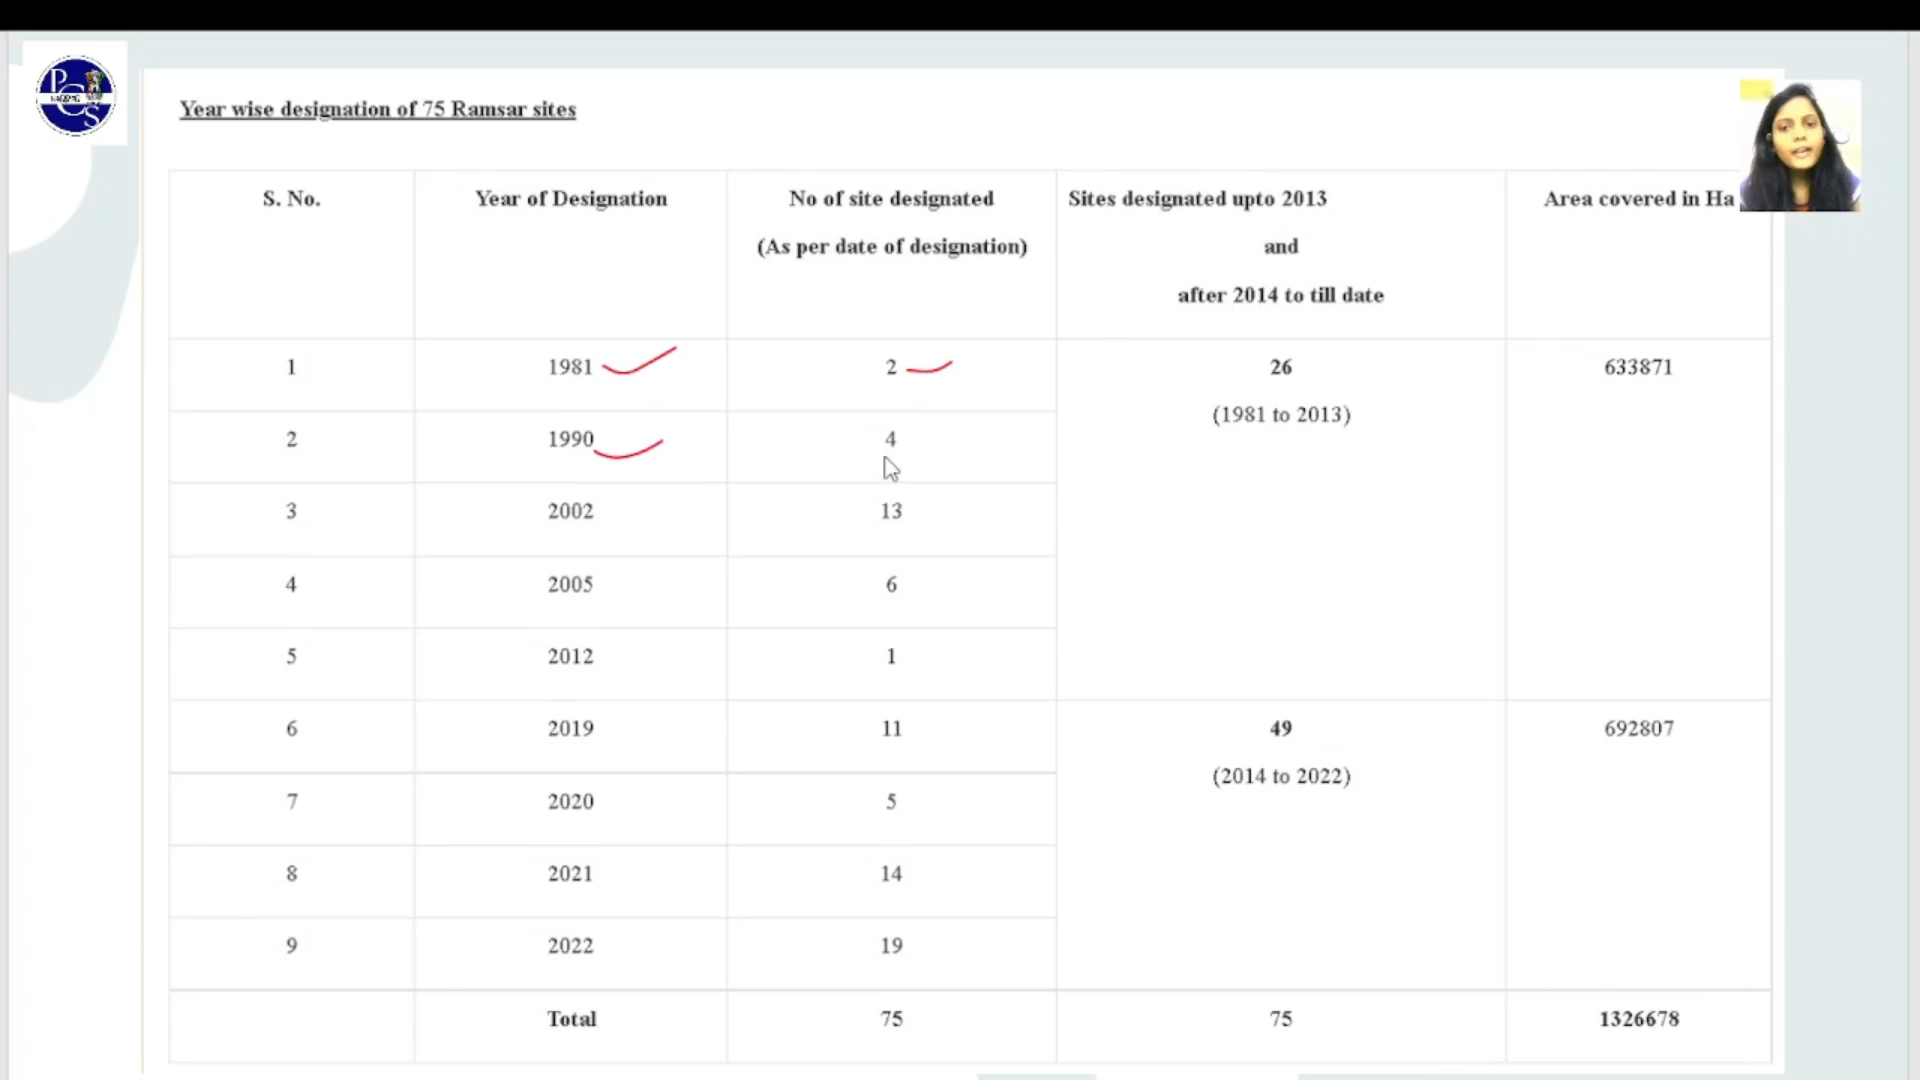 PCS
Year wise designation of 75 Ramsar sites
S. No.
Year of Designation
No of site designated
(As per date of designation)
Sites designated upto 2013
and
after 2014 to till date
Area covered in Ha
1
1981
2
26
(1981 to 2013)
633871
2
1990
4
3
2002
13
4
2005
6
5
2012
1
6
2019
11
49
(2014 to 2022)
692807
7
2020
5
8
2021
14
9
2022
19
Total
75
75
1326678